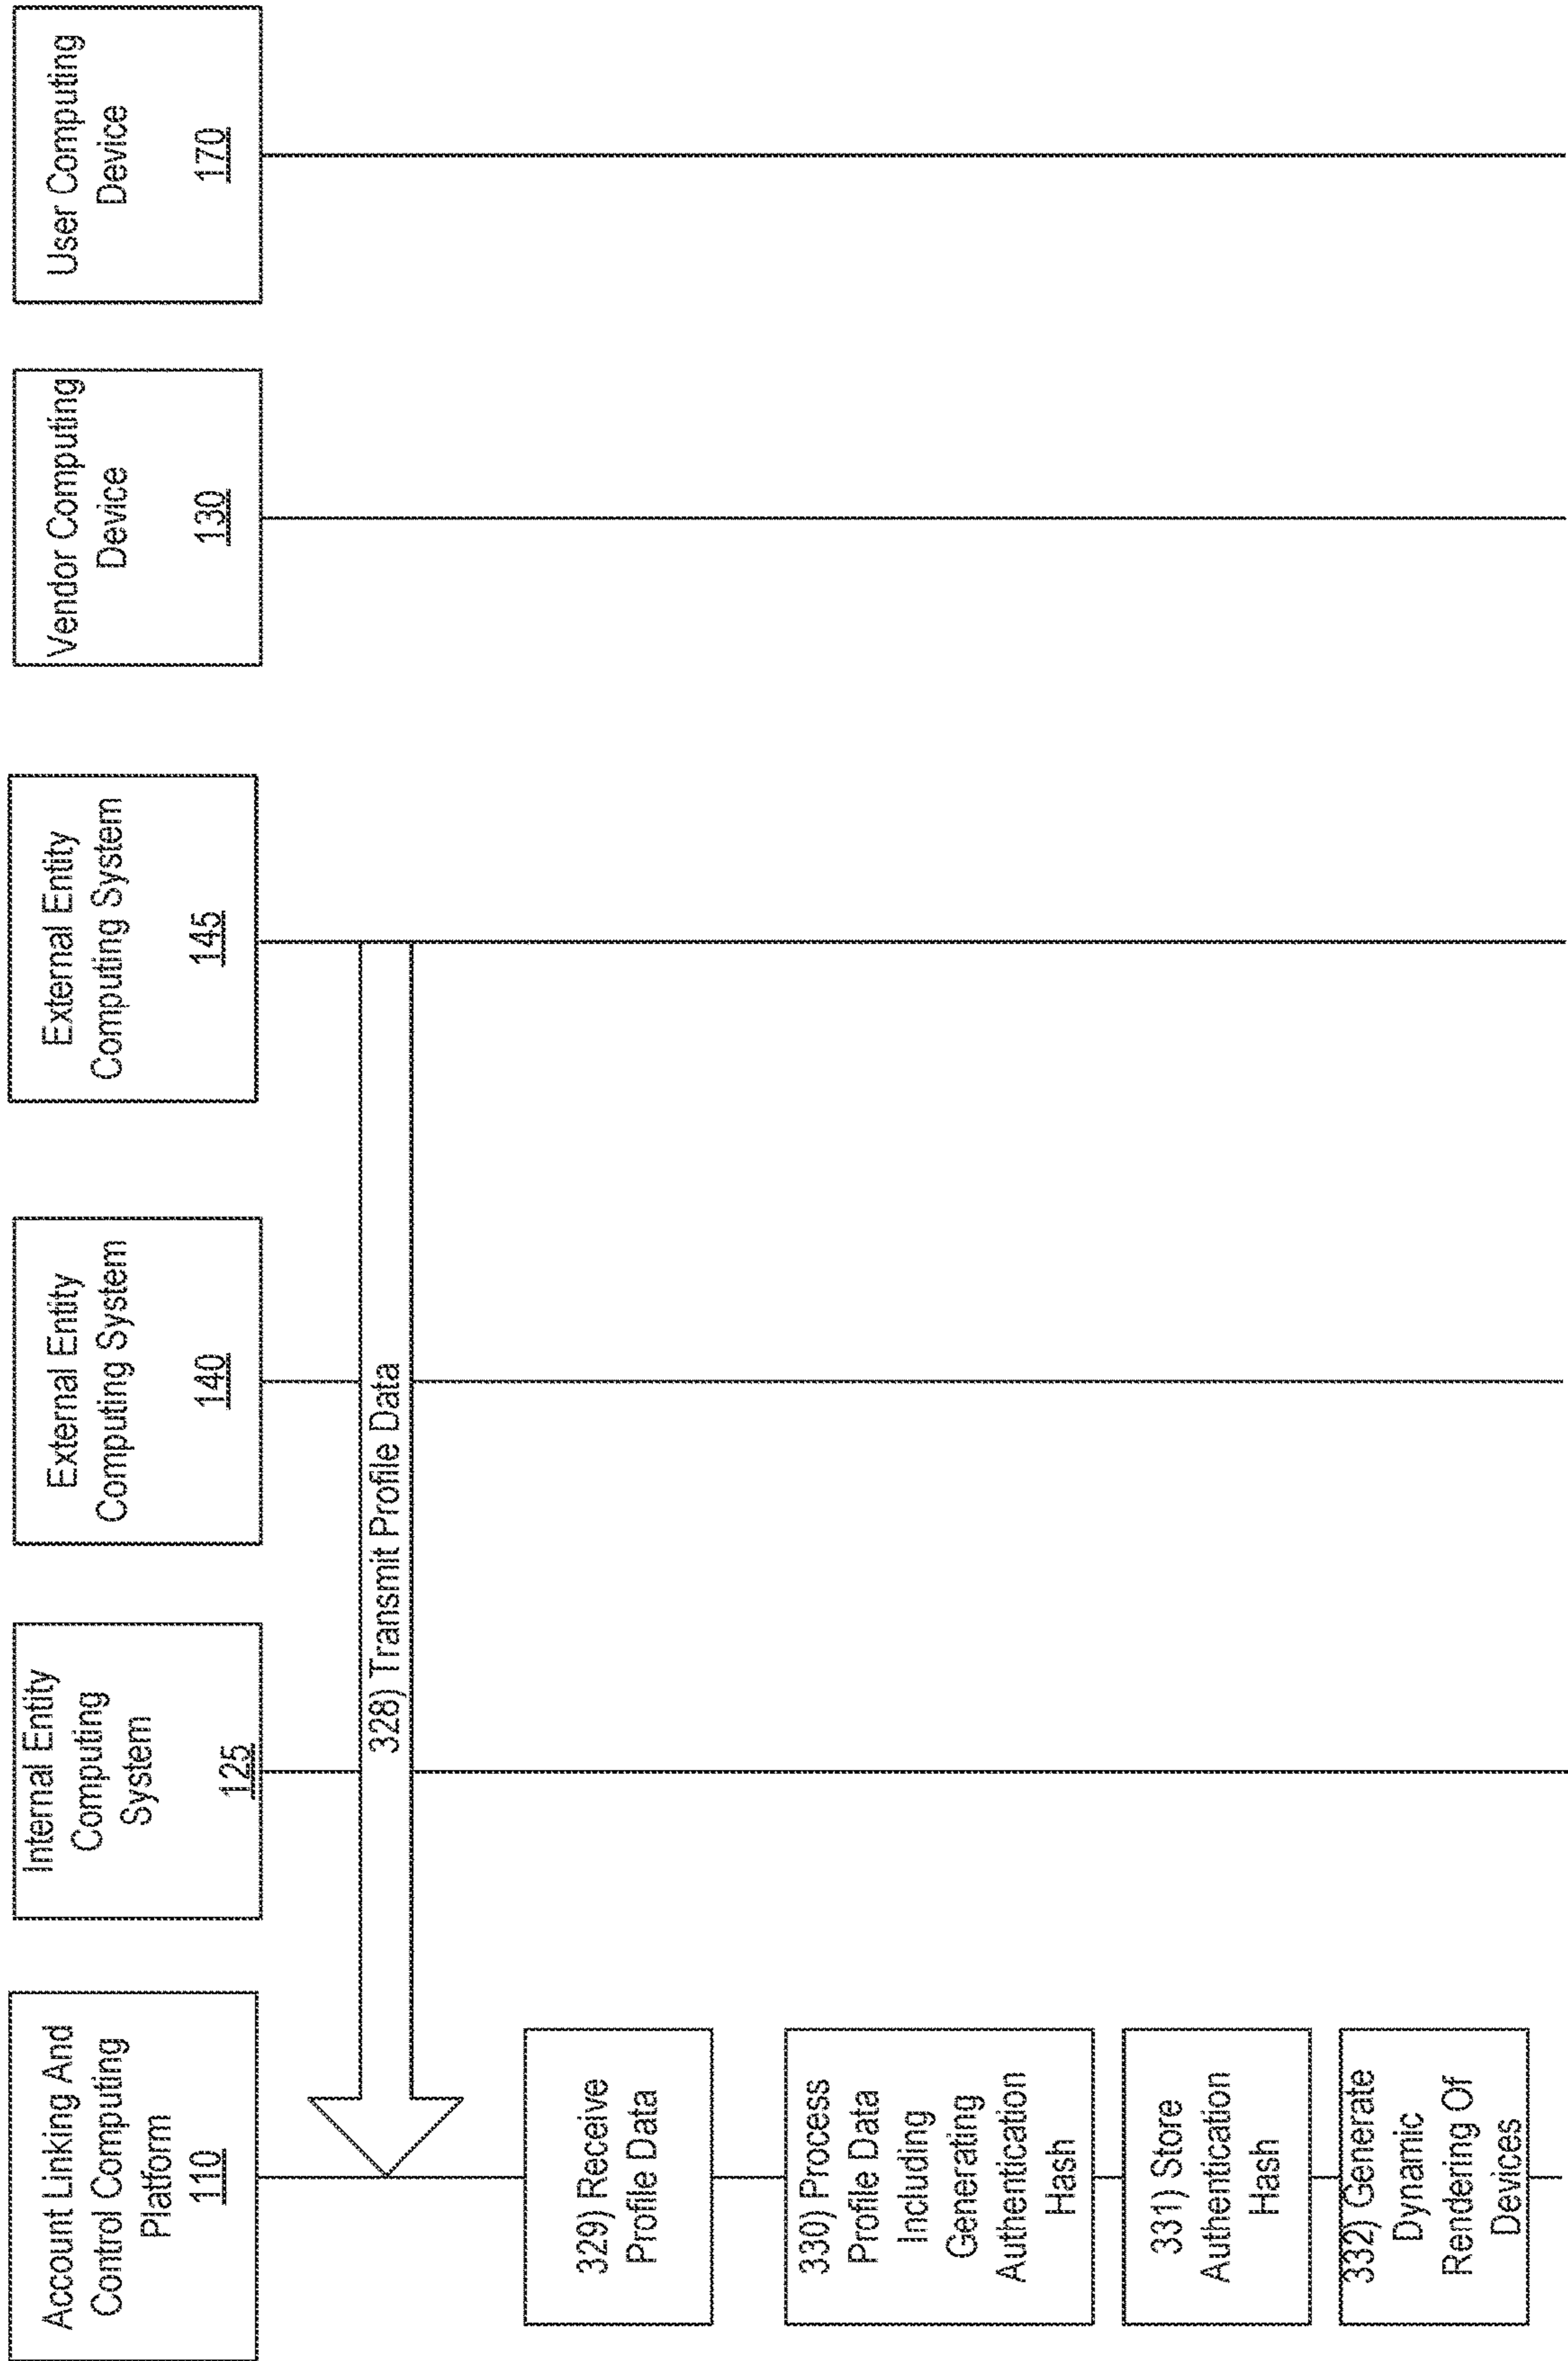 Account Linking And
Control Computing
Platform
110
Internal Entity
Computing
System
125
External Entity
Computing System
140
External Entity
Computing System
145
Vendor Computing
Device
130
User Computing
Device
170
328) Transmit Profile Data
329) Receive
Profile Data
330) Process
Profile Data
Including
Generating
Authentication
Hash
331) Store
Authentication
Hash
332) Generate
Dynamic
Rendering Of
Devices